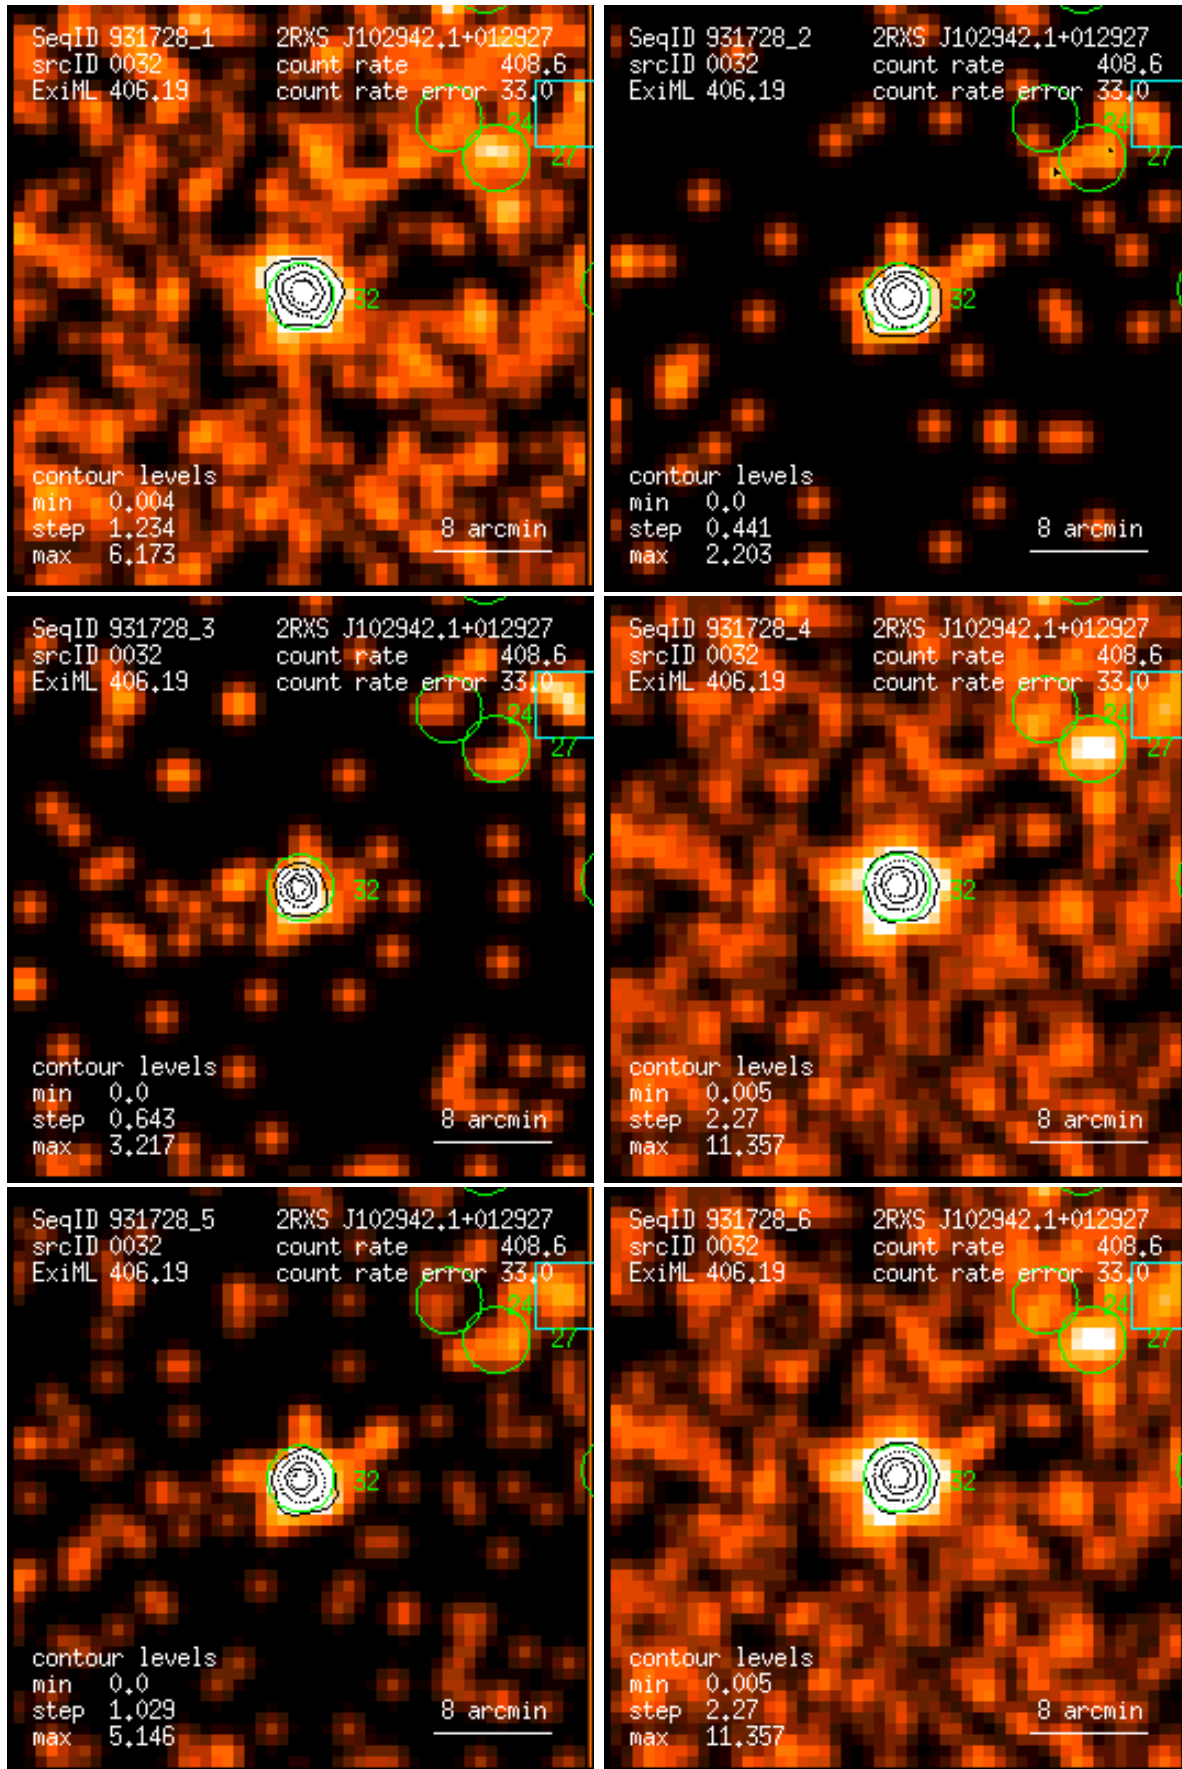 SeqID 931728_1 2RXS J102942.1+012927
srcID 0032 count rate 408.6
ExiML 406.19 count rate error 33.0
24
27
32
contour levels
min 0.004
step 1.234
max 6.173
8 arcmin
SeqID 931728_2 2RXS J102942.1+012927
srcID 0032 count rate 408.6
ExiML 406.19 count rate error 33.0
24
27
32
contour levels
min 0.0
step 0.441
max 2.203
8 arcmin
SeqID 931728_3 2RXS J102942.1+012927
srcID 0032 count rate 408.6
ExiML 406.19 count rate error 33.0
24
27
32
contour levels
min 0.0
step 0.643
max 3.217
8 arcmin
SeqID 931728_4 2RXS J102942.1+012927
srcID 0032 count rate 408.6
ExiML 406.19 count rate error 33.0
24
27
32
contour levels
min 0.005
step 2.27
max 11.357
8 arcmin
SeqID 931728_5 2RXS J102942.1+012927
srcID 0032 count rate 408.6
ExiML 406.19 count rate error 33.0
24
27
32
contour levels
min 0.0
step 1.029
max 5.146
8 arcmin
SeqID 931728_6 2RXS J102942.1+012927
srcID 0032 count rate 408.6
ExiML 406.19 count rate error 33.0
24
27
32
contour levels
min 0.005
step 2.27
max 11.357
8 arcmin